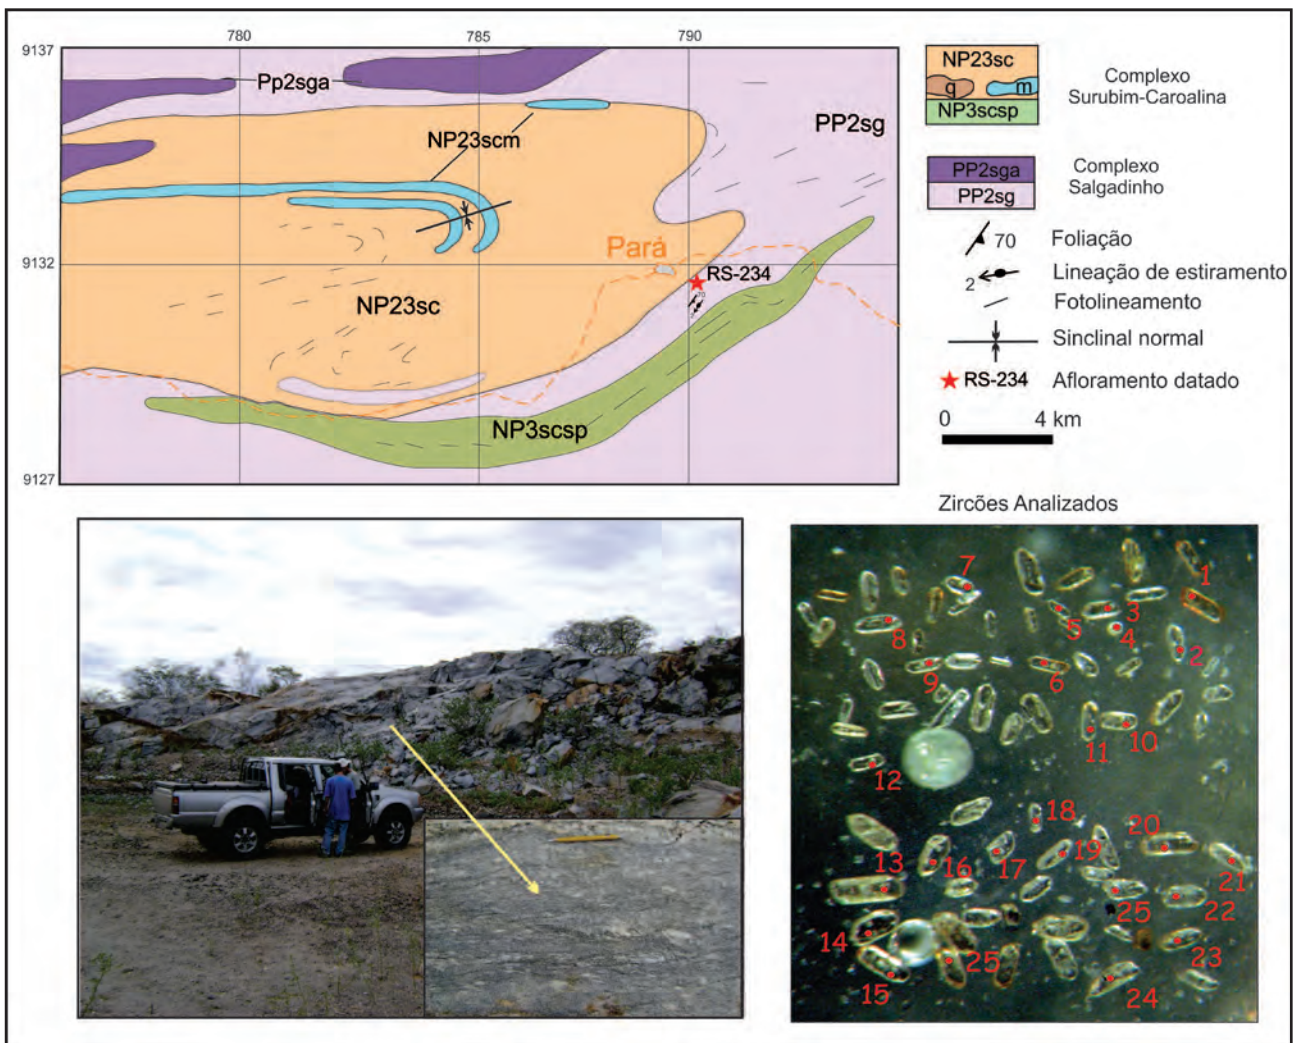 780 785 790
9137
Pp2sga
NP23scm
PP2sg
Pará
9132
RS-234
70
NP23sc
NP3scsp
9127
NP23sc
q m
NP3scsp
Complexo
Surubim-Caroalina
PP2sga
PP2sg
Complexo
Salgadinho
70 Foliação
2 Lineação de estiramento
Fotolineamento
Sinclinal normal
RS-234 Afloramento datado
0 4 km
Zircões Analizados
7
1
5
3
8
4
2
9
6
11
10
12
18
20
13
16
17
19
21
25
22
14
25
23
15
24